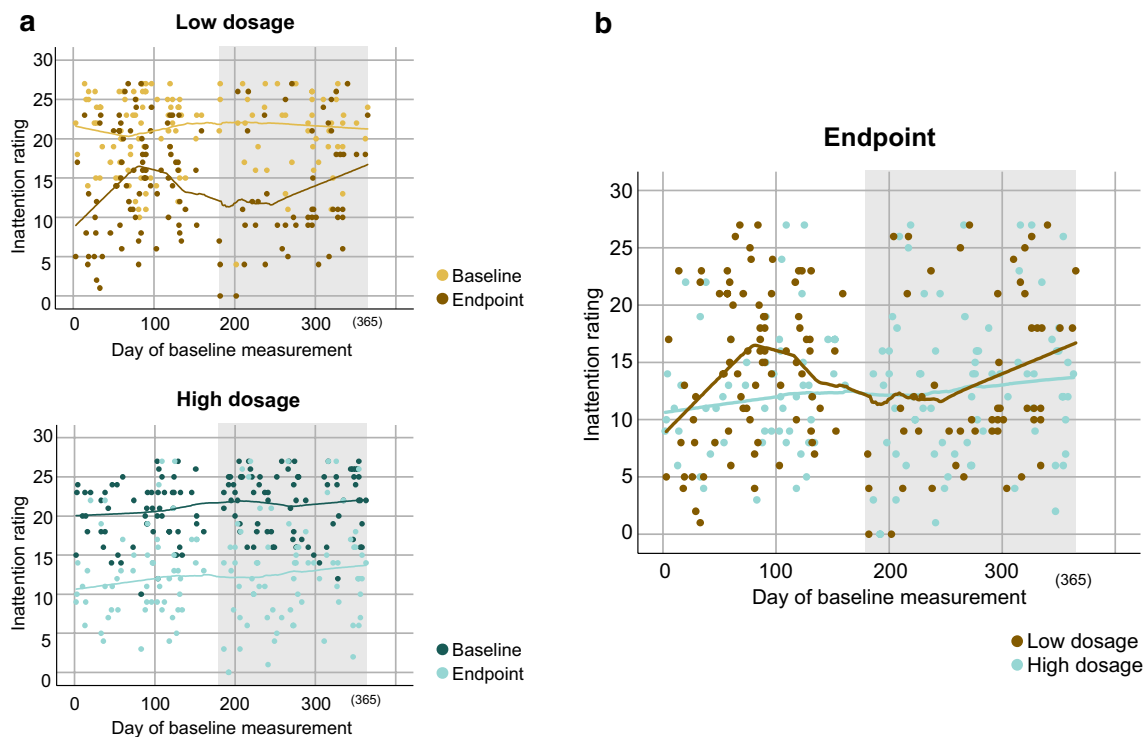 a
Low dosage
Inattention rating
30
25
20
15
10
5
0
0 100 200 300 (365)
Day of baseline measurement
Baseline
Endpoint
High dosage
Inattention rating
30
25
20
15
10
5
0
0 100 200 300 (365)
Day of baseline measurement
Baseline
Endpoint
b
Endpoint
Inattention rating
30
25
20
15
10
5
0
0 100 200 300 (365)
Day of baseline measurement
Low dosage
High dosage